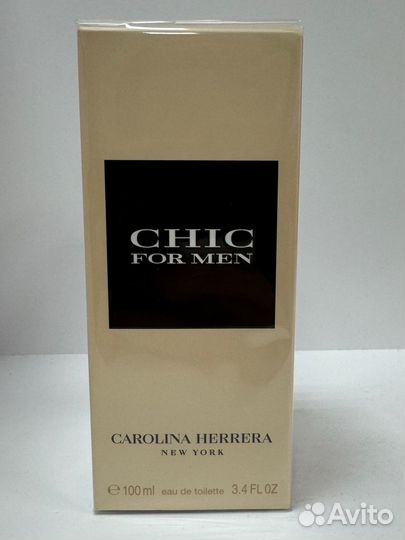 CHIC
FOR MEN
CAROLINA HERRERA
NEW YORK
℮ 100 ml eau de toilette 3.4 FL OZ
Avito